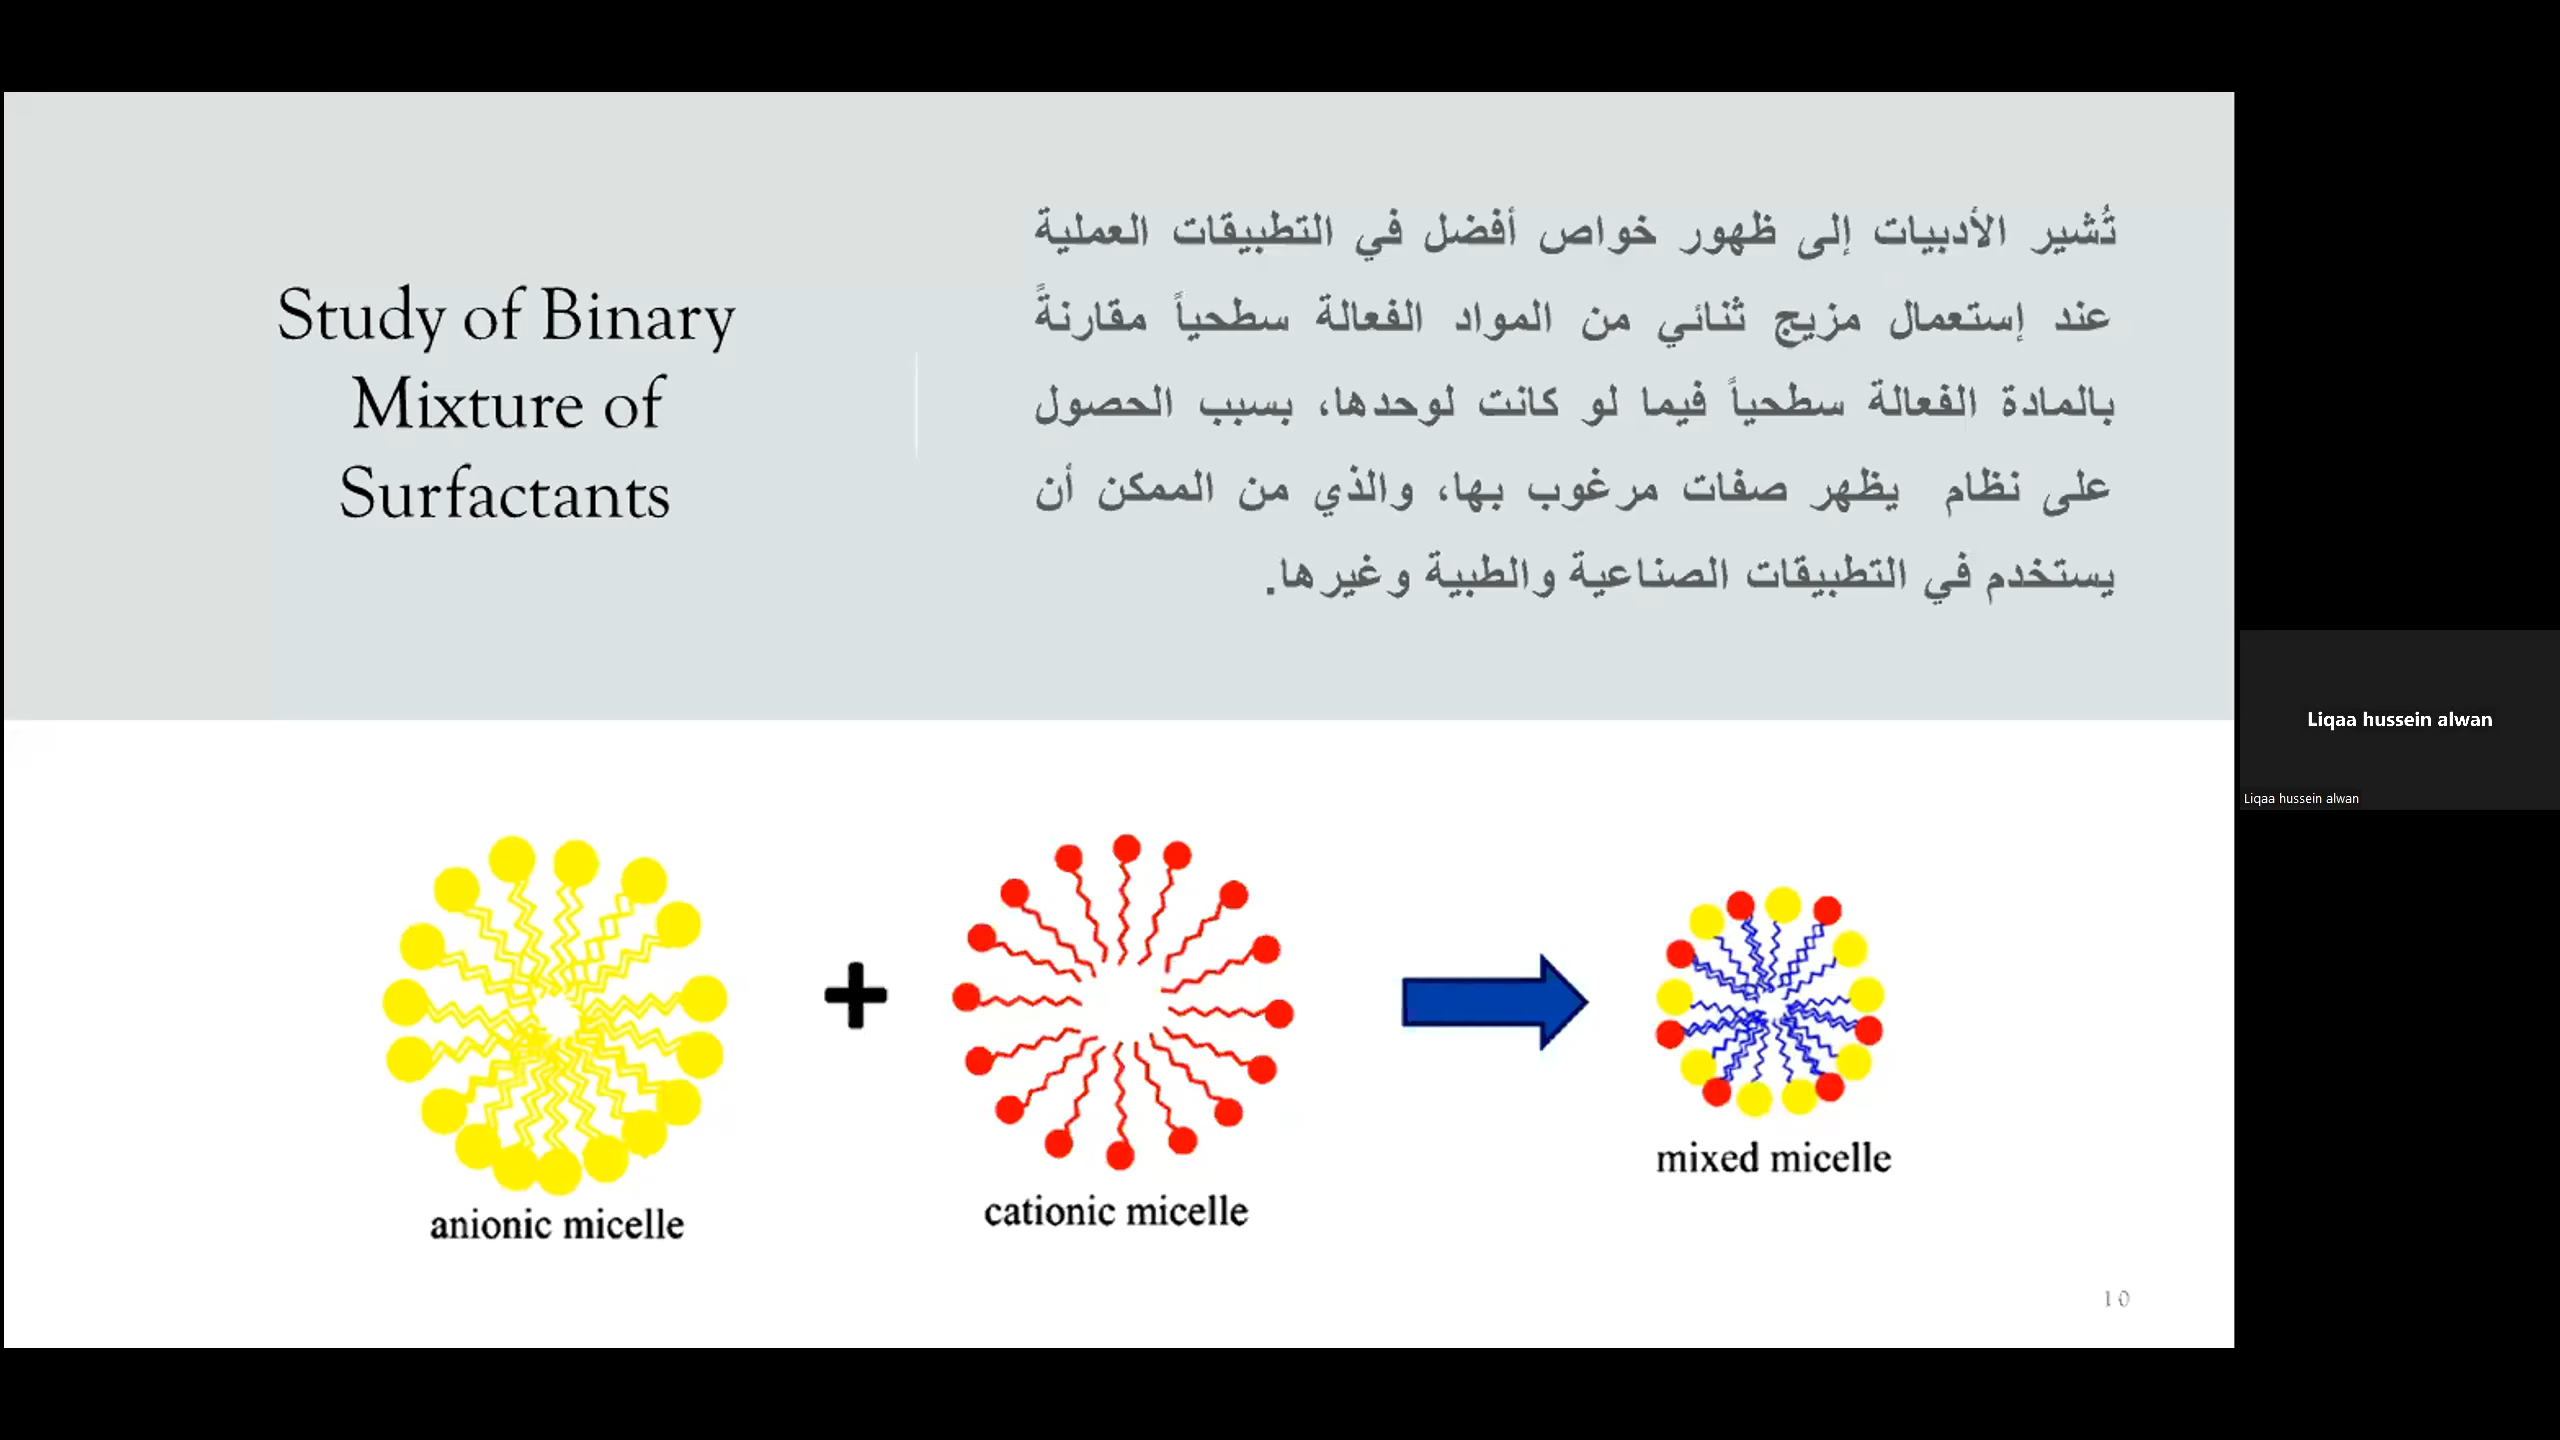 Study of Binary
Mixture of
Surfactants
تُشير الأدبيات إلى ظهور خواص أفضل في التطبيقات العملية
عند إستعمال مزيج ثنائي من المواد الفعالة سطحياً مقارنةً
بالمادة الفعالة سطحياً فيما لو كانت لوحدها، بسبب الحصول
على نظام يظهر صفات مرغوب بها، والذي من الممكن أن
يستخدم في التطبيقات الصناعية والطبية وغيرها.
+
anionic micelle
cationic micelle
mixed micelle
10
Liqaa hussein alwan
Liqaa hussein alwan